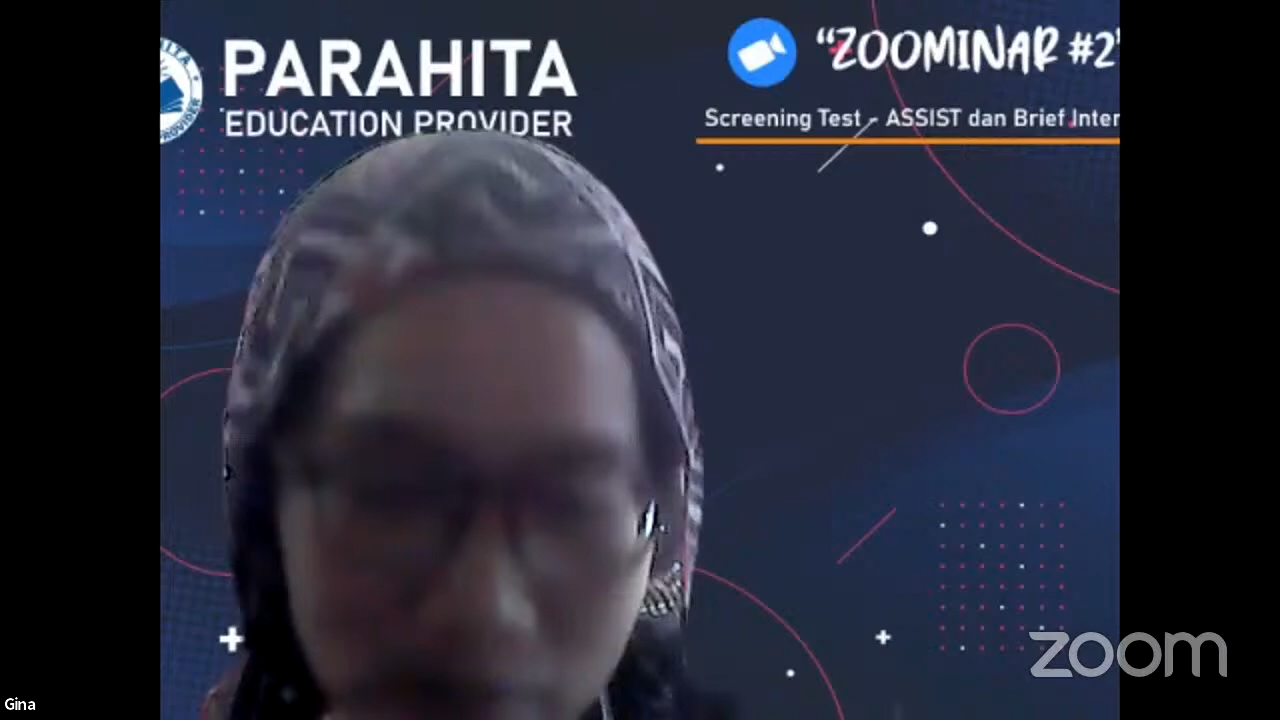 PARAHITA
EDUCATION PROVIDER
“ZOOMINAR #2”
Screening Test - ASSIST dan Brief Inter
Gina
zoom